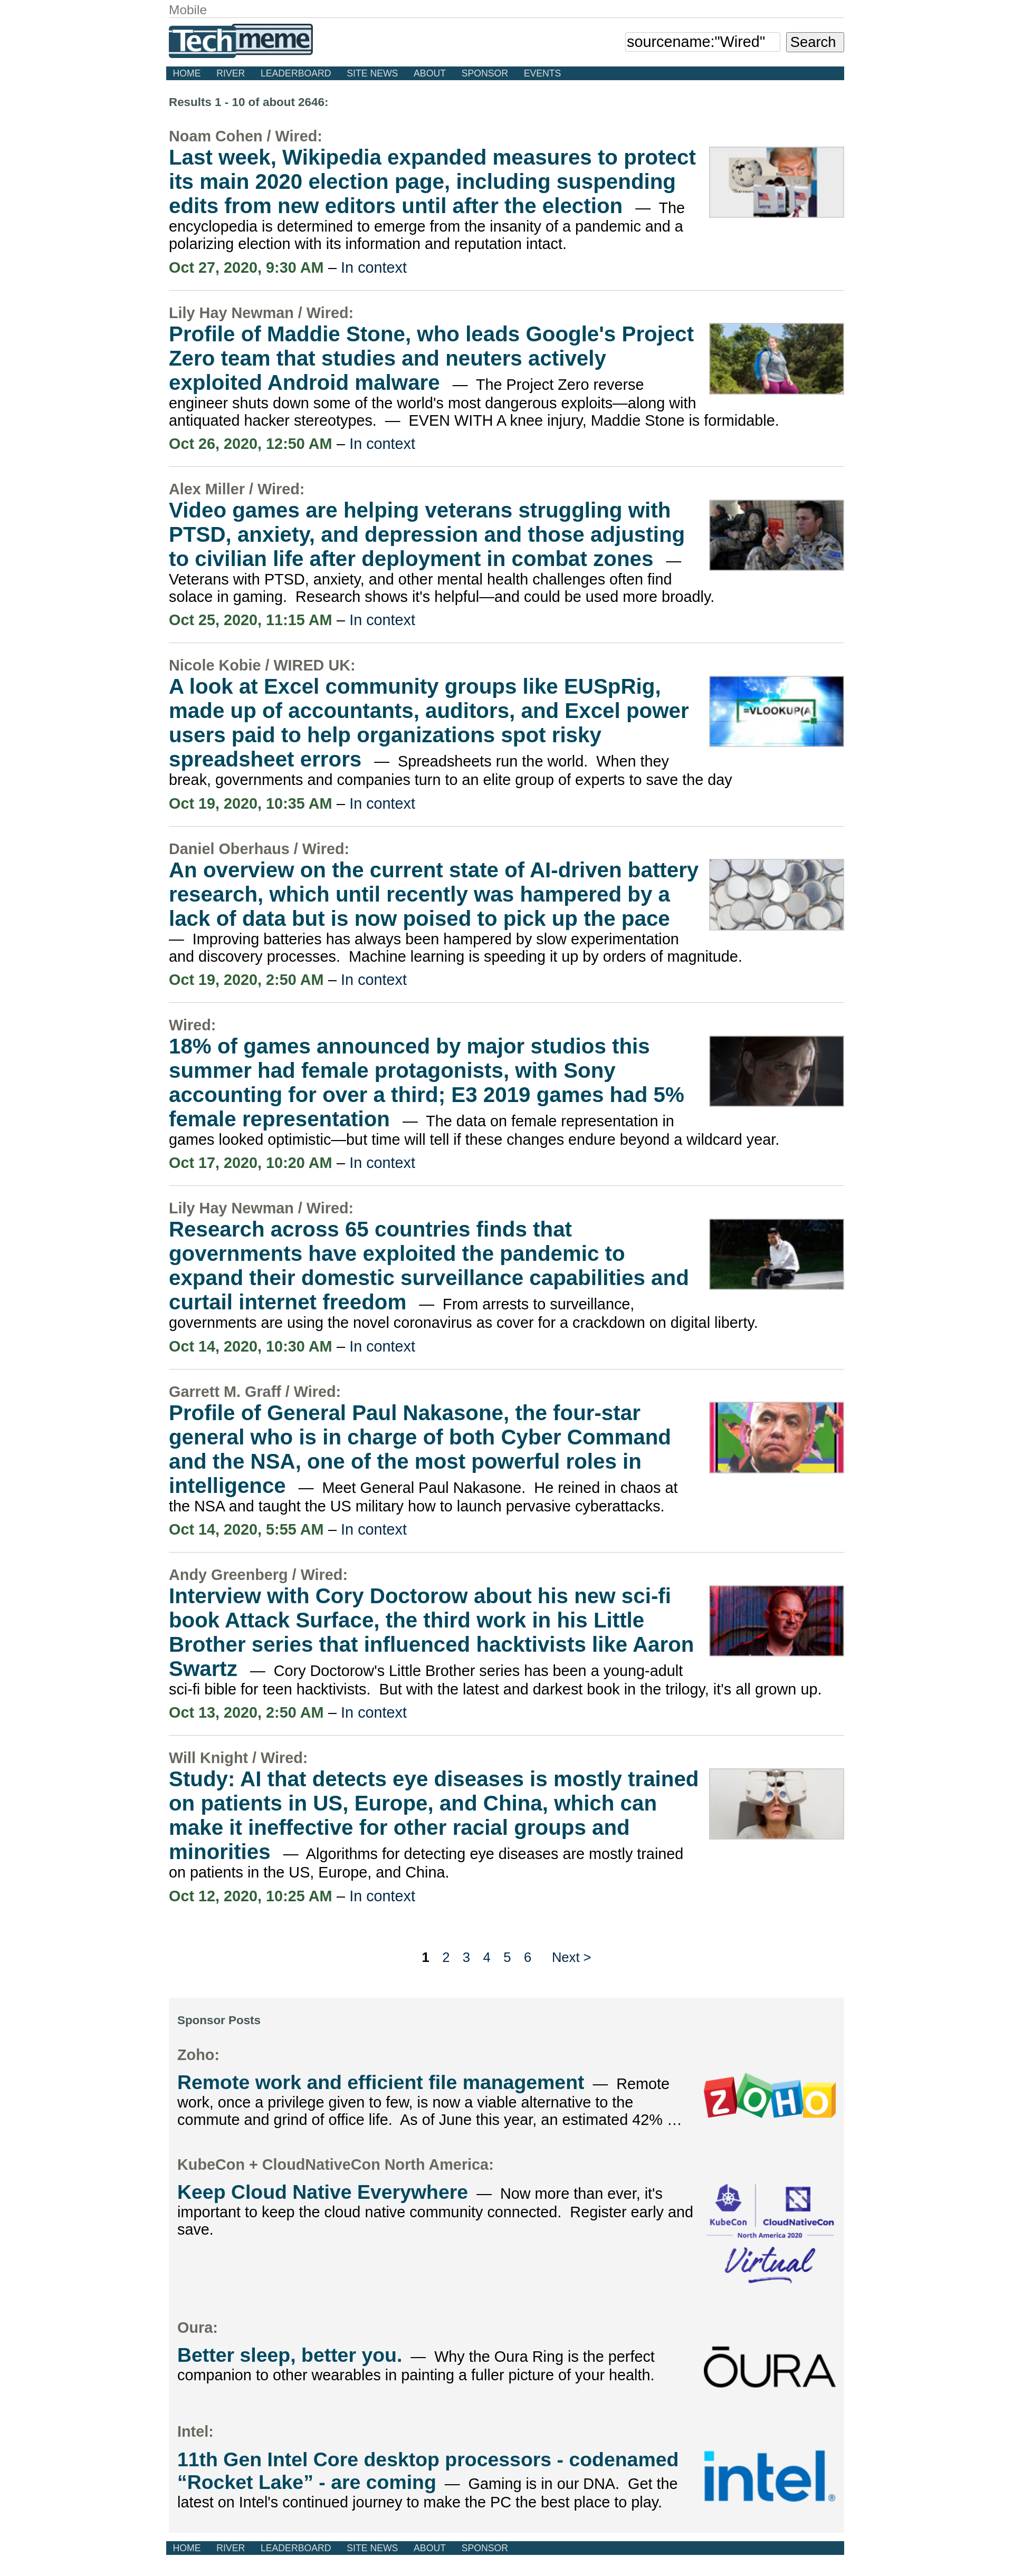 Mobile
Techmeme
sourcename:"Wired"
Search
HOME RIVER LEADERBOARD SITE NEWS ABOUT SPONSOR EVENTS
Results 1 - 10 of about 2646:
Noam Cohen / Wired:
Last week, Wikipedia expanded measures to protect
its main 2020 election page, including suspending
edits from new editors until after the election — The
encyclopedia is determined to emerge from the insanity of a pandemic and a
polarizing election with its information and reputation intact.
Oct 27, 2020, 9:30 AM – In context
Lily Hay Newman / Wired:
Profile of Maddie Stone, who leads Google's Project
Zero team that studies and neuters actively
exploited Android malware — The Project Zero reverse
engineer shuts down some of the world's most dangerous exploits—along with
antiquated hacker stereotypes. — EVEN WITH A knee injury, Maddie Stone is formidable.
Oct 26, 2020, 12:50 AM – In context
Alex Miller / Wired:
Video games are helping veterans struggling with
PTSD, anxiety, and depression and those adjusting
to civilian life after deployment in combat zones —
Veterans with PTSD, anxiety, and other mental health challenges often find
solace in gaming. Research shows it's helpful—and could be used more broadly.
Oct 25, 2020, 11:15 AM – In context
Nicole Kobie / WIRED UK:
A look at Excel community groups like EUSpRig,
made up of accountants, auditors, and Excel power
users paid to help organizations spot risky
spreadsheet errors — Spreadsheets run the world. When they
break, governments and companies turn to an elite group of experts to save the day
=VLOOKUP(A
Oct 19, 2020, 10:35 AM – In context
Daniel Oberhaus / Wired:
An overview on the current state of AI-driven battery
research, which until recently was hampered by a
lack of data but is now poised to pick up the pace
— Improving batteries has always been hampered by slow experimentation
and discovery processes. Machine learning is speeding it up by orders of magnitude.
Oct 19, 2020, 2:50 AM – In context
Wired:
18% of games announced by major studios this
summer had female protagonists, with Sony
accounting for over a third; E3 2019 games had 5%
female representation — The data on female representation in
games looked optimistic—but time will tell if these changes endure beyond a wildcard year.
Oct 17, 2020, 10:20 AM – In context
Lily Hay Newman / Wired:
Research across 65 countries finds that
governments have exploited the pandemic to
expand their domestic surveillance capabilities and
curtail internet freedom — From arrests to surveillance,
governments are using the novel coronavirus as cover for a crackdown on digital liberty.
Oct 14, 2020, 10:30 AM – In context
Garrett M. Graff / Wired:
Profile of General Paul Nakasone, the four-star
general who is in charge of both Cyber Command
and the NSA, one of the most powerful roles in
intelligence — Meet General Paul Nakasone. He reined in chaos at
the NSA and taught the US military how to launch pervasive cyberattacks.
Oct 14, 2020, 5:55 AM – In context
Andy Greenberg / Wired:
Interview with Cory Doctorow about his new sci-fi
book Attack Surface, the third work in his Little
Brother series that influenced hacktivists like Aaron
Swartz — Cory Doctorow's Little Brother series has been a young-adult
sci-fi bible for teen hacktivists. But with the latest and darkest book in the trilogy, it's all grown up.
Oct 13, 2020, 2:50 AM – In context
Will Knight / Wired:
Study: AI that detects eye diseases is mostly trained
on patients in US, Europe, and China, which can
make it ineffective for other racial groups and
minorities — Algorithms for detecting eye diseases are mostly trained
on patients in the US, Europe, and China.
Oct 12, 2020, 10:25 AM – In context
1 2 3 4 5 6 Next >
Sponsor Posts
Zoho:
Remote work and efficient file management — Remote
work, once a privilege given to few, is now a viable alternative to the
commute and grind of office life. As of June this year, an estimated 42% …
ZOHO
KubeCon + CloudNativeCon North America:
Keep Cloud Native Everywhere — Now more than ever, it's
important to keep the cloud native community connected. Register early and
save.
KubeCon CloudNativeCon
North America 2020
Virtual
Oura:
Better sleep, better you. — Why the Oura Ring is the perfect
companion to other wearables in painting a fuller picture of your health.
ŌURA
Intel:
11th Gen Intel Core desktop processors - codenamed
“Rocket Lake” - are coming — Gaming is in our DNA. Get the
latest on Intel's continued journey to make the PC the best place to play.
intel®
HOME RIVER LEADERBOARD SITE NEWS ABOUT SPONSOR